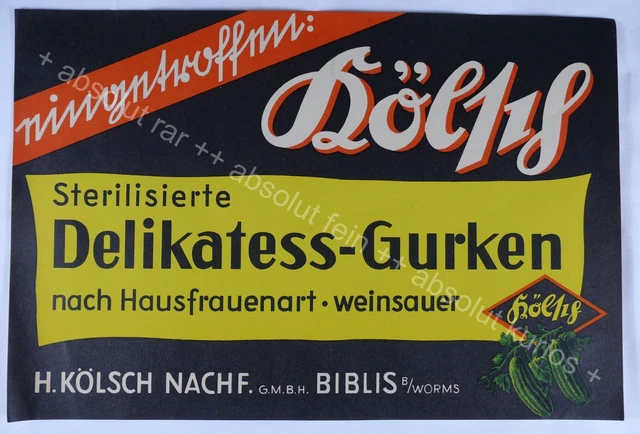 eingetroffen:
Kölsch
Sterilisierte
Delikatess-Gurken
nach Hausfrauenart · weinsauer
Kölsch
H. KÖLSCH NACHF. G.M.B.H. BIBLIS B/WORMS
+ absolut rar ++ absolut fein ++ absolut kurios +